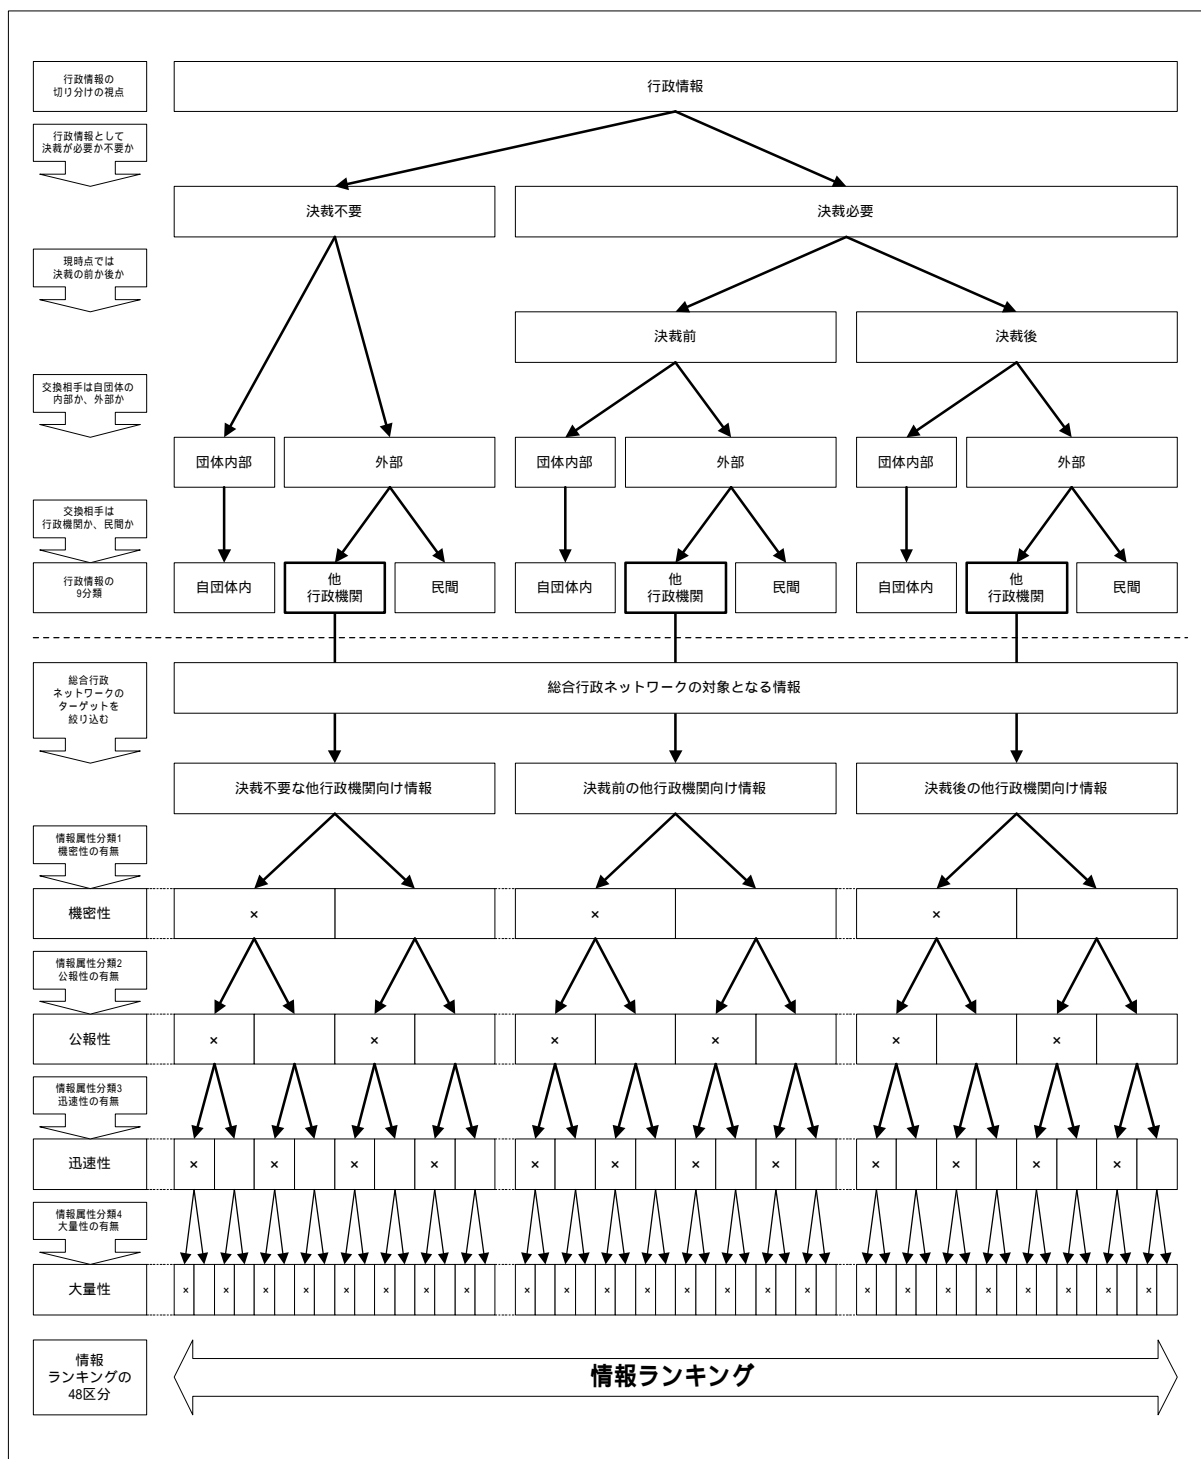 行政情報の
切り分けの視点
行政情報
行政情報として
決裁が必要か不要か
決裁不要
決裁必要
現時点では
決裁の前か後か
決裁前
決裁後
交換相手は自団体の
内部か、外部か
団体内部
外部
団体内部
外部
団体内部
外部
交換相手は
行政機関か、民間か
行政情報の
9分類
自団体内
他
行政機関
民間
自団体内
他
行政機関
民間
自団体内
他
行政機関
民間
総合行政
ネットワークの
ターゲットを
絞り込む
総合行政ネットワークの対象となる情報
決裁不要な他行政機関向け情報
決裁前の他行政機関向け情報
決裁後の他行政機関向け情報
情報属性分類1
機密性の有無
機密性
× × ×
情報属性分類2
公報性の有無
公報性
× × × × × ×
情報属性分類3
迅速性の有無
迅速性
× × × × × × × × × × × ×
情報属性分類4
大量性の有無
大量性
× × × × × × × × × × × × × × × × × × × × × × × ×
情報
ランキングの
48区分
情報ランキング